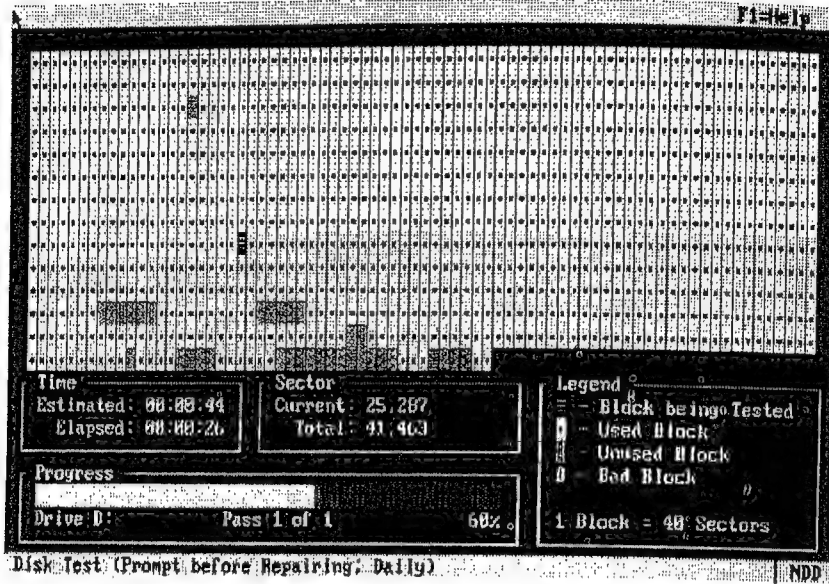 F1=Help
Time
Estimated: 00:00:44
Elapsed: 00:00:26
Sector
Current: 25,287
Total: 41,463
Legend
- Block being Tested
- Used Block
- Unused Block
- Bad Block
1 Block = 40 Sectors
Progress
Drive D:
Pass 1 of 1
60%
Disk Test (Prompt before Repairing, Daily)
NDD